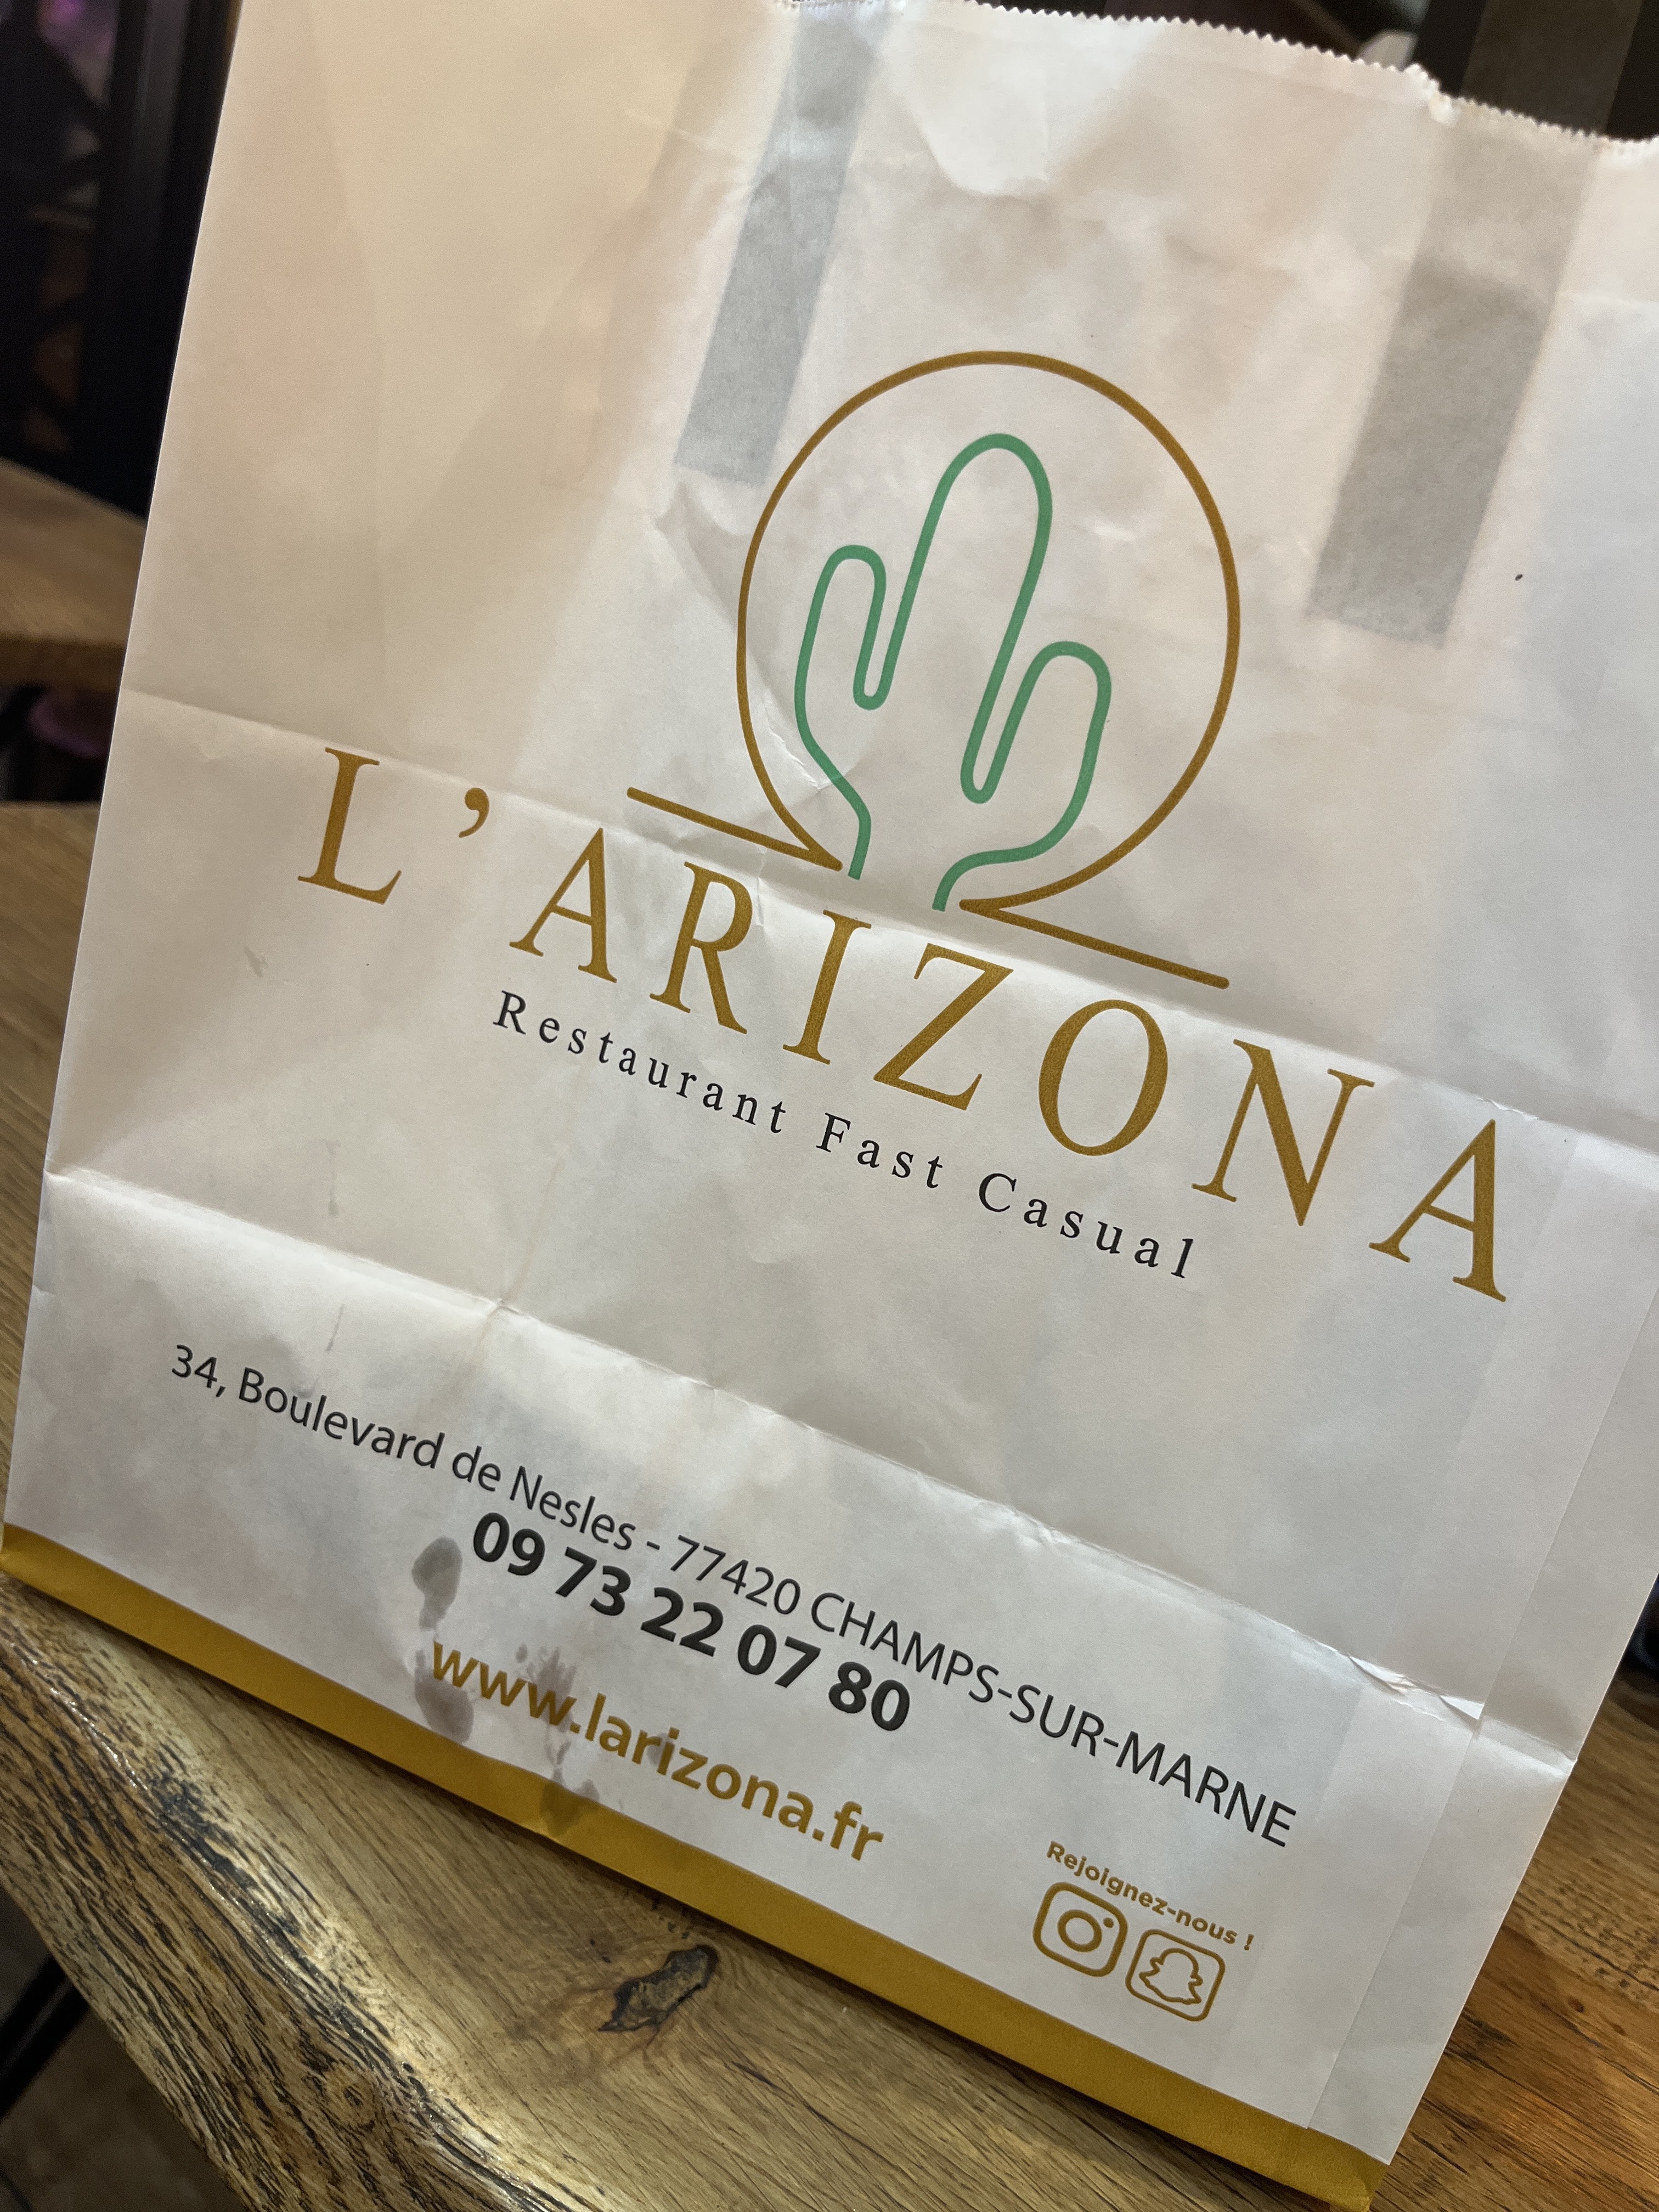 L'ARIZONA
Restaurant Fast Casual
34, Boulevard de Nesles - 77420 CHAMPS-SUR-MARNE
09 73 22 07 80
www.larizona.fr
Rejoignez-nous !